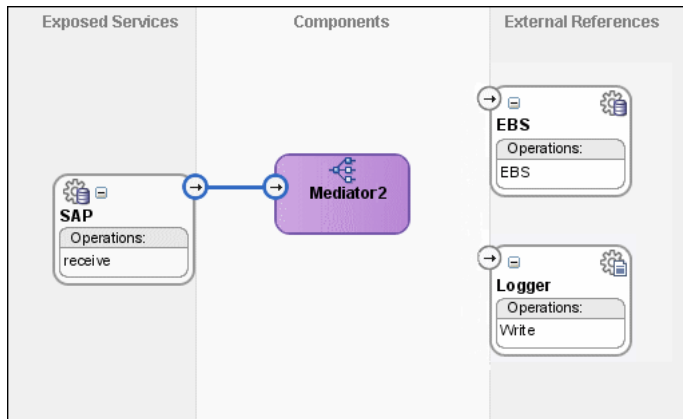 Exposed Services
Components
External References
EBS
Operations:
EBS
Mediator2
SAP
Operations:
receive
Logger
Operations:
Write